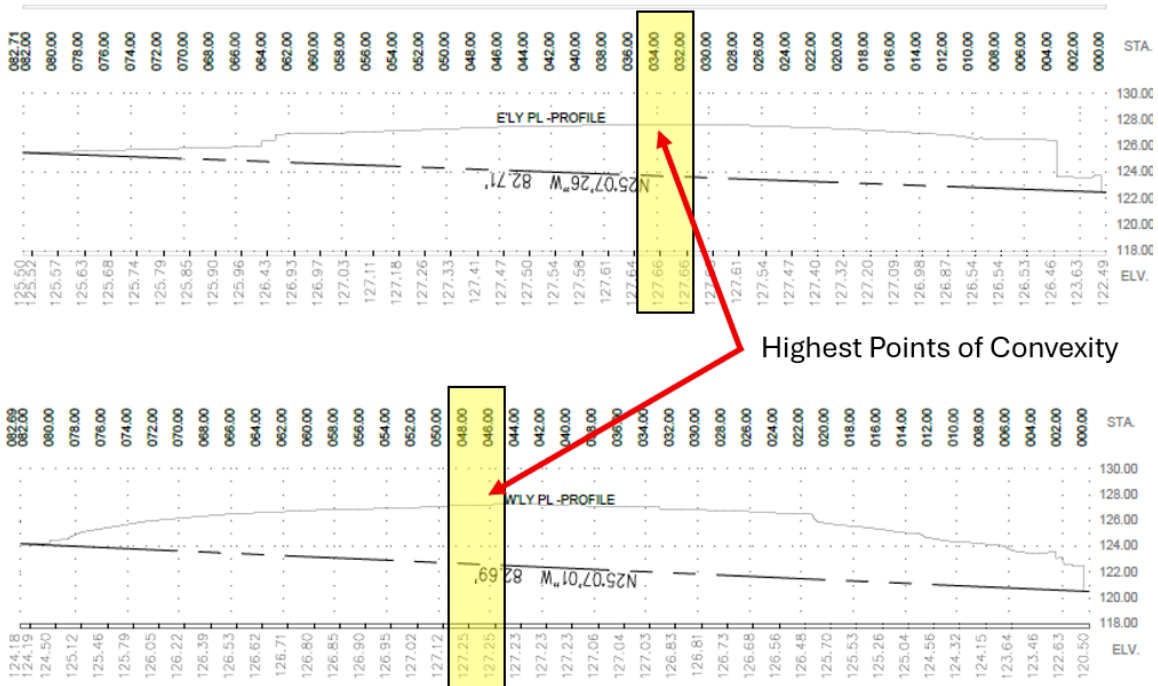 082.71 082.00 080.00 078.00 076.00 074.00 072.00 070.00 068.00 066.00 064.00 062.00 060.00 058.00 056.00 054.00 052.00 050.00 048.00 046.00 044.00 042.00 040.00 038.00 036.00 034.00 032.00 030.00 028.00 026.00 024.00 022.00 020.00 018.00 016.00 014.00 012.00 010.00 008.00 006.00 004.00 002.00 000.00 STA.
130.00
E'LY PL -PROFILE 128.00
126.00
124.00
N25°07'26"W 82.71'
122.00
120.00
118.00
125.50 125.52 125.57 125.63 125.68 125.74 125.79 125.85 125.90 125.96 126.43 126.93 126.97 127.03 127.11 127.18 127.26 127.33 127.41 127.47 127.50 127.58 127.61 127.64 127.66 127.66 127.61 127.54 127.47 127.40 127.32 127.20 127.09 126.98 126.87 126.54 126.54 126.53 126.46 123.63 122.49 ELV.
Highest Points of Convexity
082.69 082.00 080.00 078.00 076.00 074.00 072.00 070.00 068.00 066.00 064.00 062.00 060.00 058.00 056.00 054.00 052.00 050.00 048.00 046.00 044.00 042.00 040.00 036.00 034.00 032.00 030.00 028.00 026.00 024.00 022.00 020.00 018.00 016.00 014.00 012.00 010.00 008.00 006.00 004.00 002.00 000.00 STA.
130.00
W'LY PL -PROFILE 128.00
126.00
124.00
N25°07'01"W 82.69'
122.00
120.00
118.00
124.18 124.19 124.50 125.12 125.46 125.79 126.05 126.22 126.39 126.53 126.62 126.71 126.80 126.85 126.90 126.95 127.02 127.12 127.25 127.25 127.23 127.23 127.23 127.06 127.04 127.03 126.83 126.81 126.73 126.68 126.56 126.48 125.70 125.53 125.26 125.04 124.56 124.32 124.15 123.64 123.46 122.63 120.50 ELV.